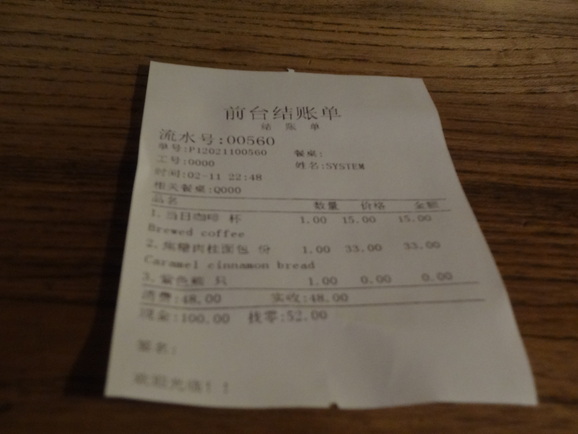 前台结账单
结 账 单
流水号:00560
单号:P12021100560 餐桌:
工号:0000 姓名:SYSTEM
时间:02-11 22:48
相关餐桌:Q000
品名 数量 价格 金额
1.当日咖啡 杯 1.00 15.00 15.00
Brewed coffee
2.焦糖肉桂面包 份 1.00 33.00 33.00
Caramel cinnamon bread
3.紫色瓶 只 1.00 0.00 0.00
消费:48.00 实收:48.00
现金:100.00 找零:52.00
签名:
欢迎光临!!